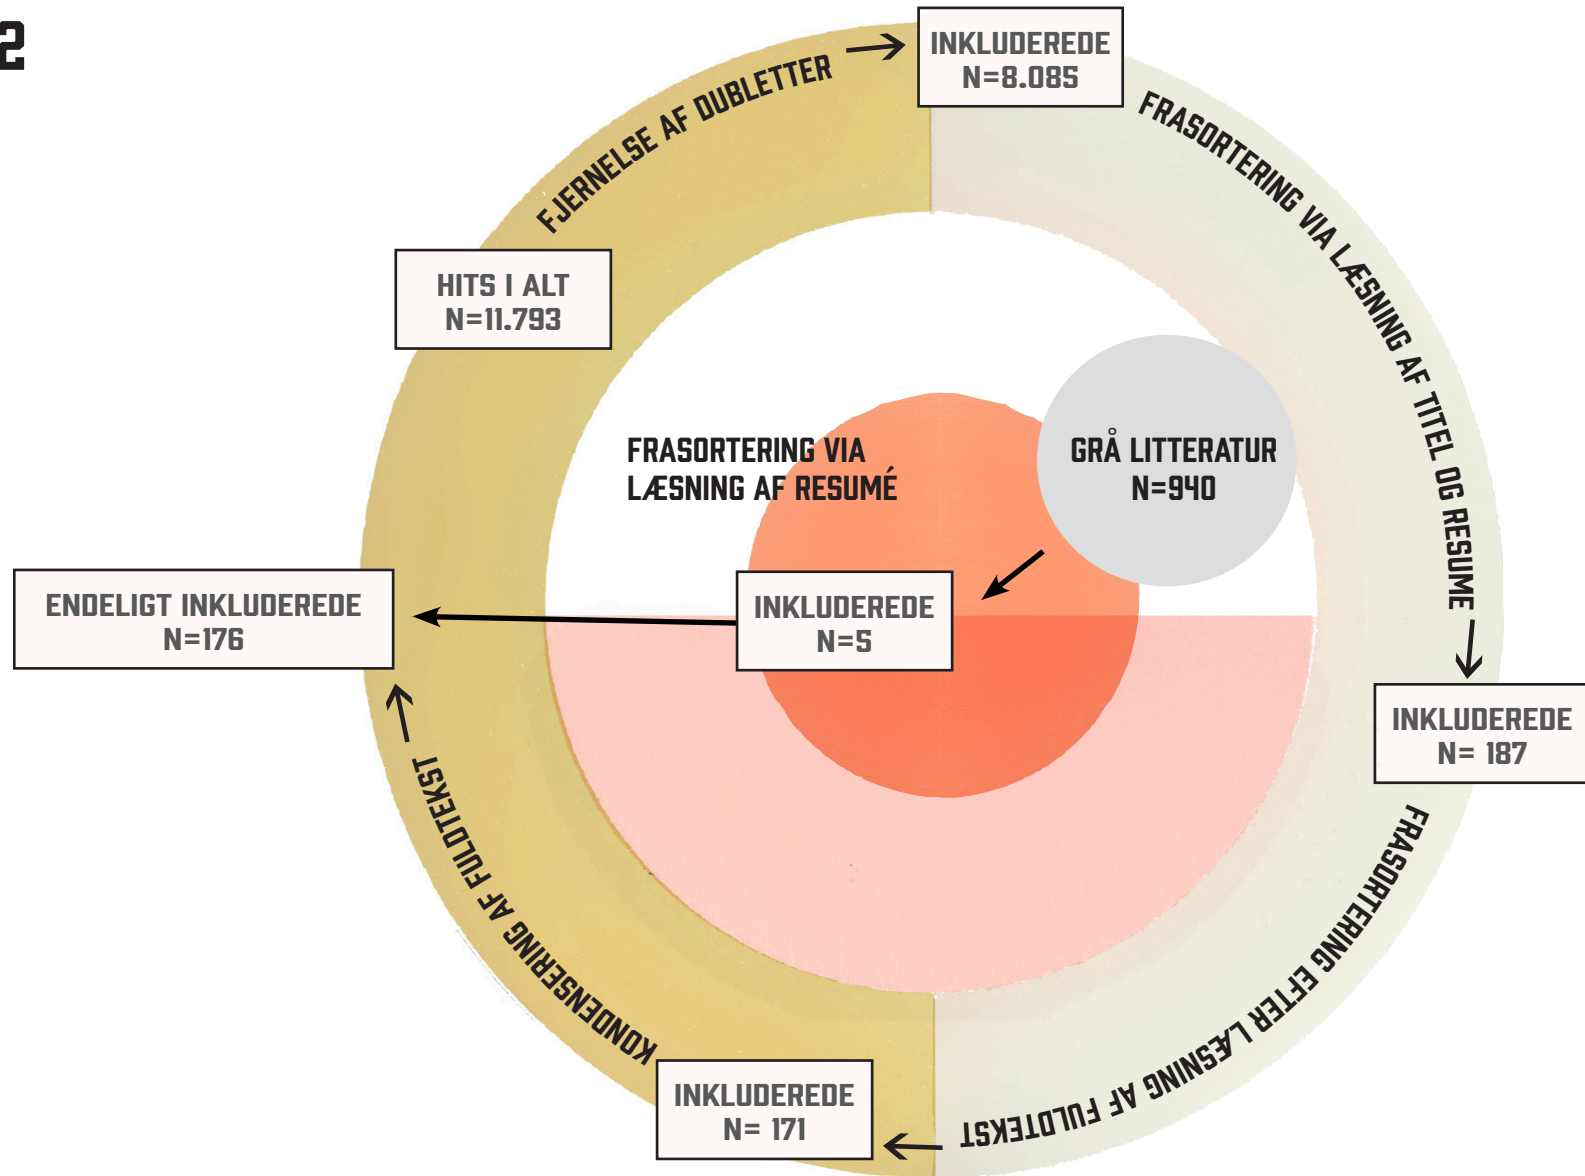 2
HITS I ALT
N=11.793
FJERNELSE AF DUBLETTER
INKLUDEREDE
N=8.085
FRASORTERING VIA LÆSNING AF TITEL OG RESUME
INKLUDEREDE
N= 187
FRASORTERING EFTER LÆSNING AF FULDTEKST
INKLUDEREDE
N= 171
KONDENSERING AF FULDTEKST
ENDELIGT INKLUDEREDE
N=176
GRÅ LITTERATUR
N=940
FRASORTERING VIA
LÆSNING AF RESUMÉ
INKLUDEREDE
N=5